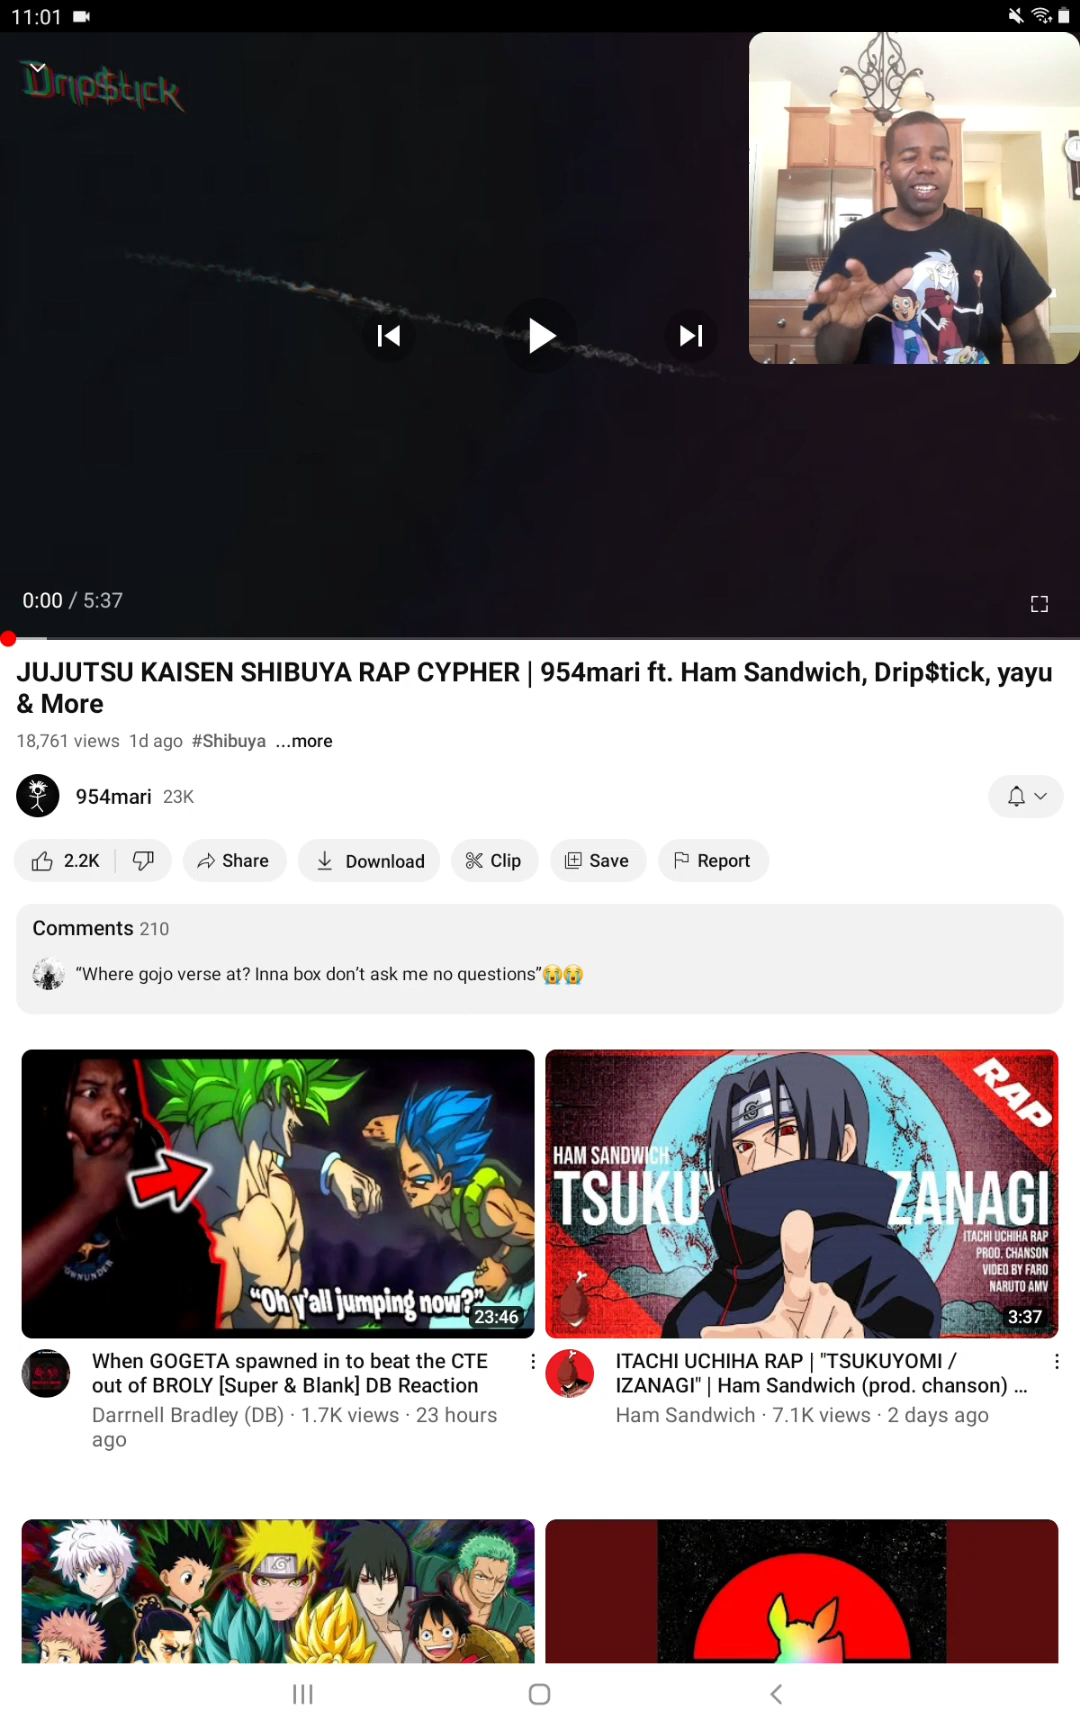 11:01
Drip$tick
0:00 / 5:37
JUJUTSU KAISEN SHIBUYA RAP CYPHER | 954mari ft. Ham Sandwich, Drip$tick, yayu
& More
18,761 views 1d ago #Shibuya ...more
954mari 23K
2.2K Share Download Clip Save Report
Comments 210
“Where gojo verse at? Inna box don’t ask me no questions”😭😭
"Oh y'all jumping now?"
23:46
RAP
HAM SANDWICH
TSUKU ZANAGI
ITACHI UCHIHA RAP
PROD. CHANSON
VIDEO BY FARO
NARUTO AMV
3:37
When GOGETA spawned in to beat the CTE
out of BROLY [Super & Blank] DB Reaction
Darrnell Bradley (DB) · 1.7K views · 23 hours
ago
ITACHI UCHIHA RAP | "TSUKUYOMI /
IZANAGI" | Ham Sandwich (prod. chanson) ...
Ham Sandwich · 7.1K views · 2 days ago